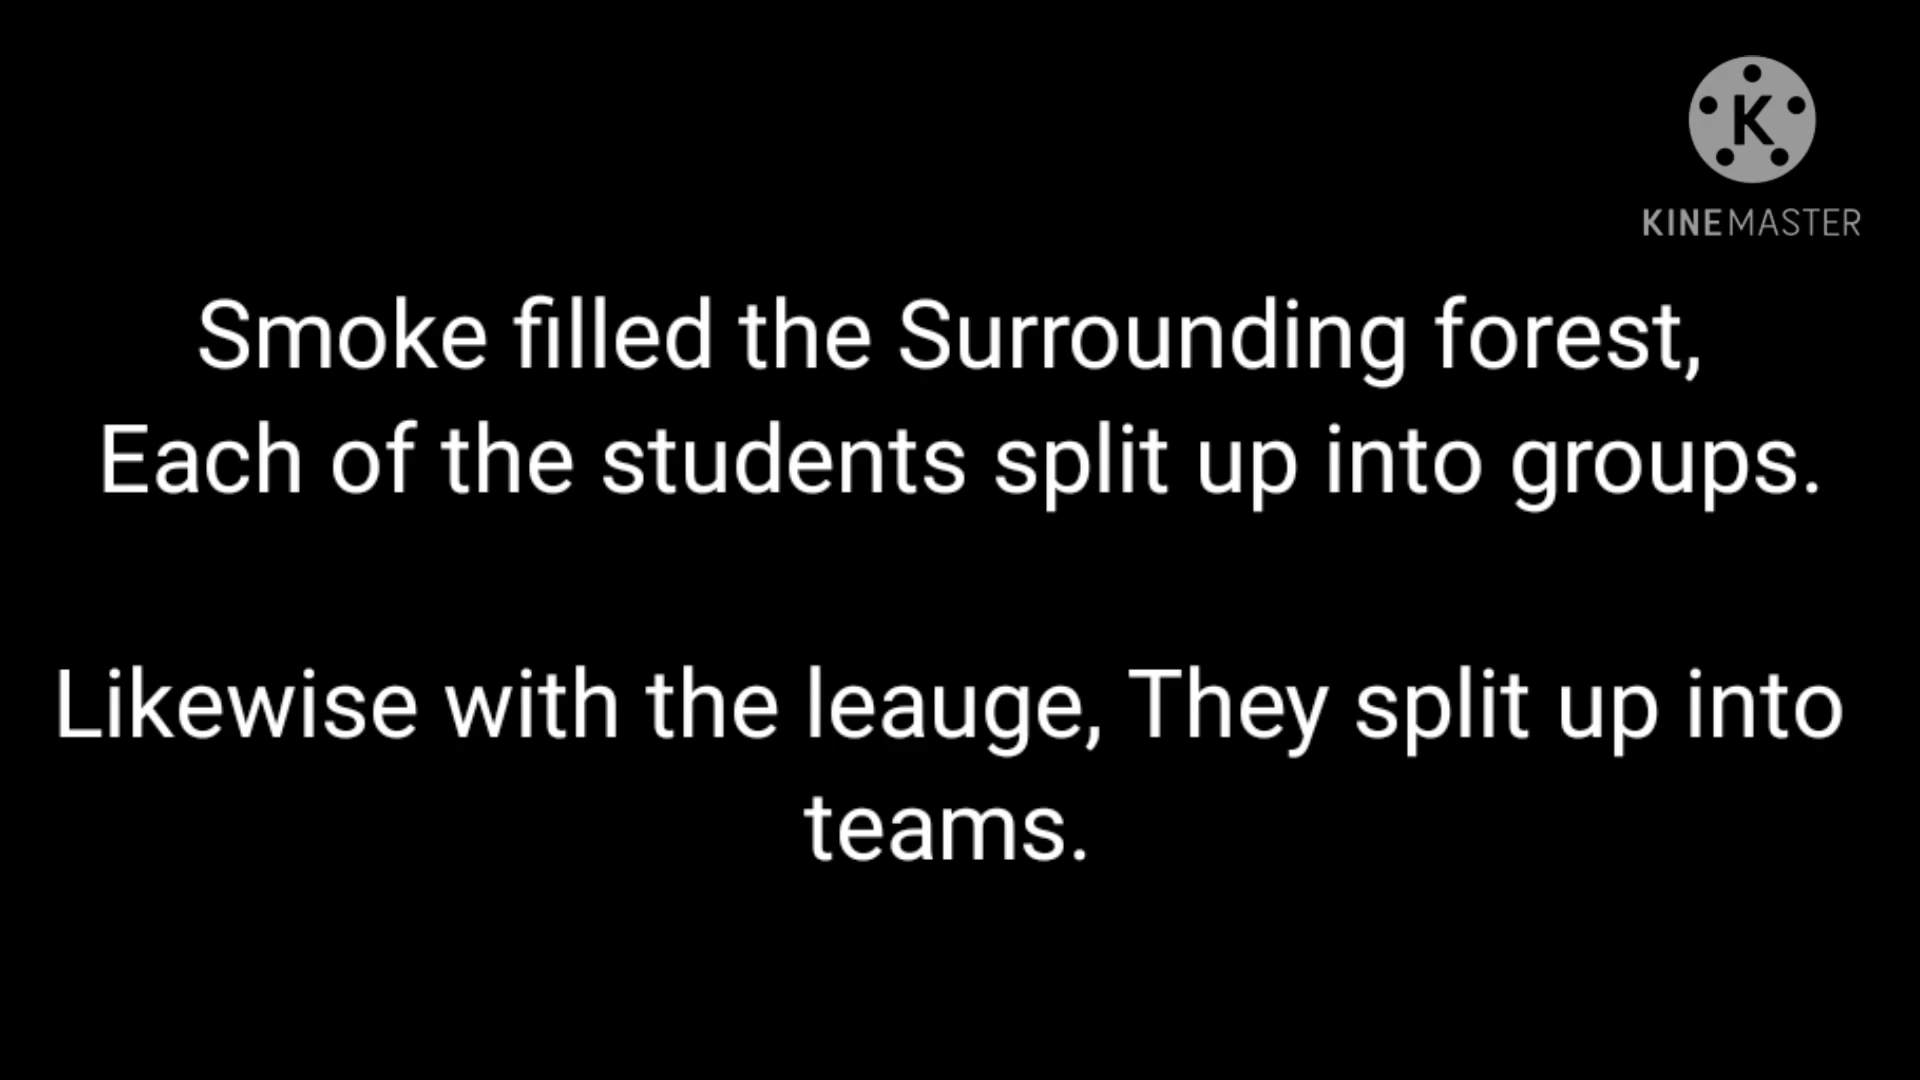 K
KINEMASTER
Smoke filled the Surrounding forest,
Each of the students split up into groups.
Likewise with the leauge, They split up into
teams.